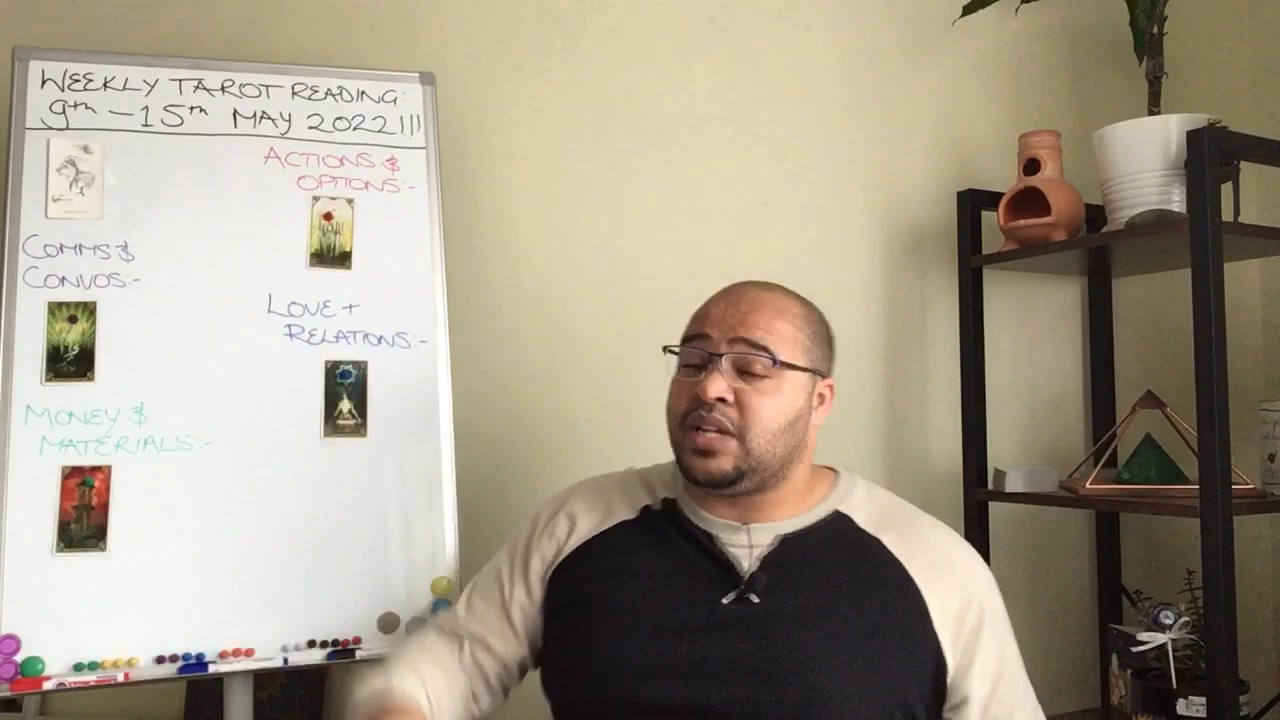 WEEKLY TAROT READING:
9th - 15th MAY 2022!!!
ACTIONS &
OPTIONS:-
COMMS &
CONVOS:-
LOVE +
RELATIONS:-
MONEY &
MATERIALS:-